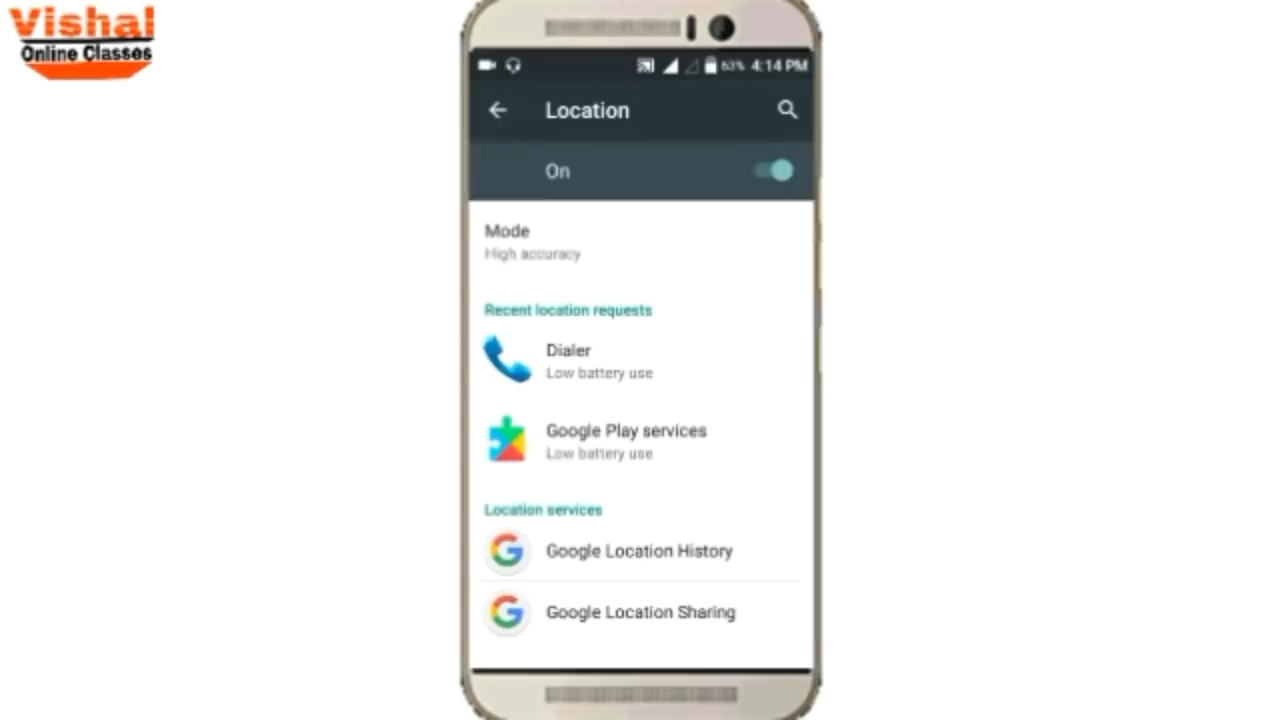 Vishal
Online Classes
63% 4:14 PM
Location
On
Mode
High accuracy
Recent location requests
Dialer
Low battery use
Google Play services
Low battery use
Location services
Google Location History
Google Location Sharing